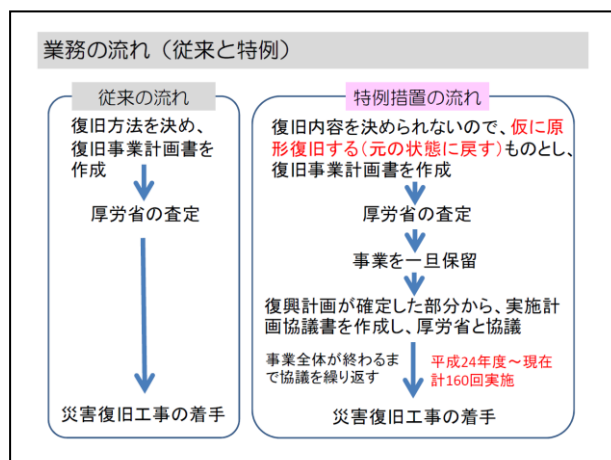 業務の流れ（従来と特例）
従来の流れ
復旧方法を決め、
復旧事業計画書を
作成
厚労省の査定
災害復旧工事の着手
特例措置の流れ
復旧内容を決められないので、仮に原
形復旧する（元の状態に戻す）ものとし、
復旧事業計画書を作成
厚労省の査定
事業を一旦保留
復興計画が確定した部分から、実施計
画協議書を作成し、厚労省と協議
事業全体が終わるま
で協議を繰り返す
平成24年度～現在
計160回実施
災害復旧工事の着手